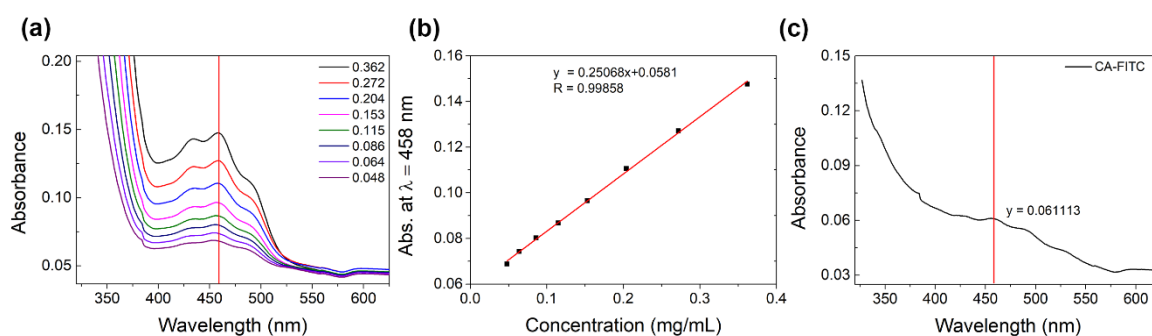 (a)
0.20
0.15
0.10
0.05
Absorbance
350 400 450 500 550 600
Wavelength (nm)
0.362
0.272
0.204
0.153
0.115
0.086
0.064
0.048
(b)
0.16
0.14
0.12
0.10
0.08
0.06
Abs. at λ = 458 nm
0.0 0.1 0.2 0.3 0.4
Concentration (mg/mL)
y = 0.25068x+0.0581
R = 0.99858
(c)
0.15
0.12
0.09
0.06
0.03
Absorbance
350 400 450 500 550 600
Wavelength (nm)
CA-FITC
y = 0.061113